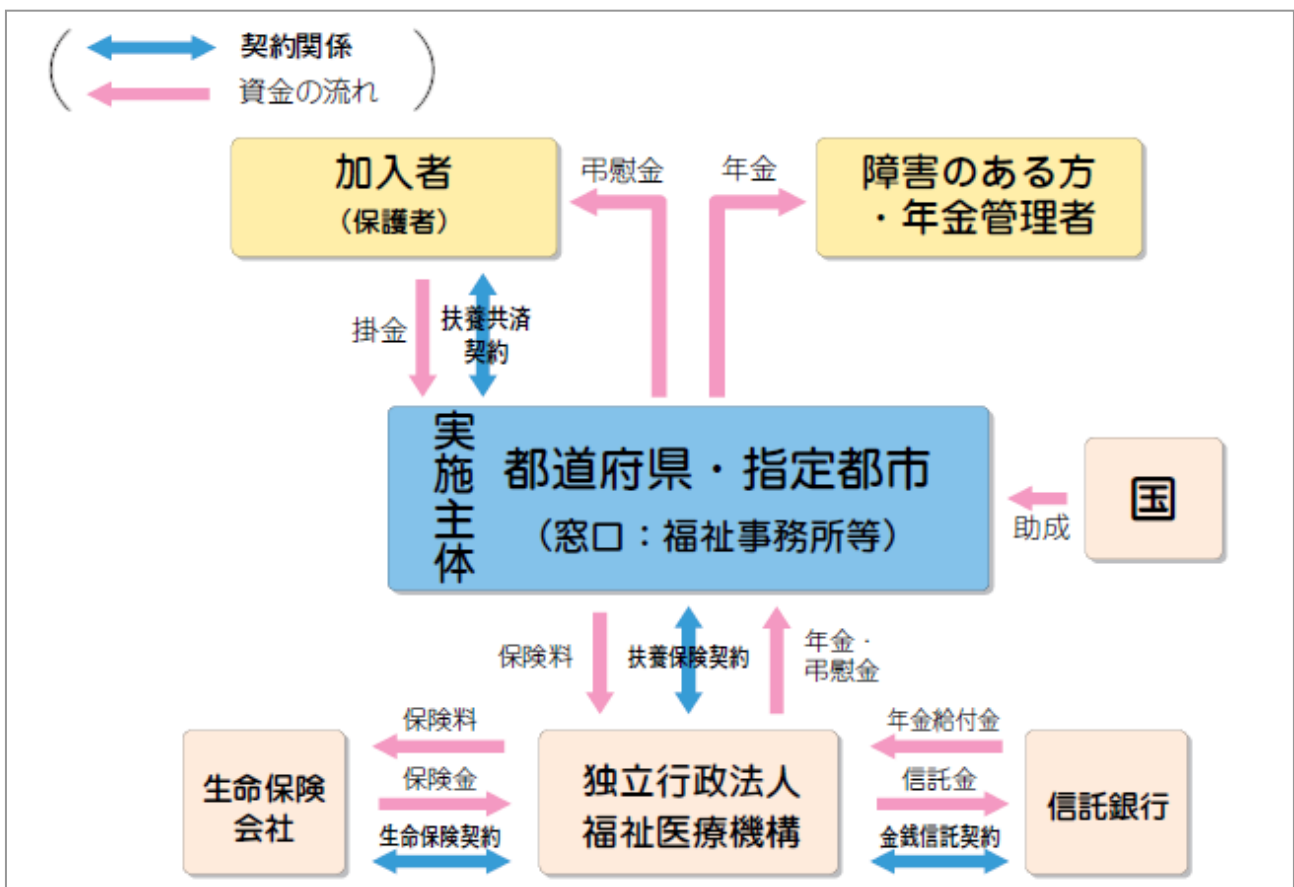 契約関係
資金の流れ
加入者
（保護者）
弔慰金
年金
障害のある方
・年金管理者
掛金
扶養共済
契約
実施主体
都道府県・指定都市
（窓口：福祉事務所等）
助成
国
保険料
扶養保険契約
年金・
弔慰金
生命保険
会社
保険料
保険金
生命保険契約
独立行政法人
福祉医療機構
年金給付金
信託金
金銭信託契約
信託銀行